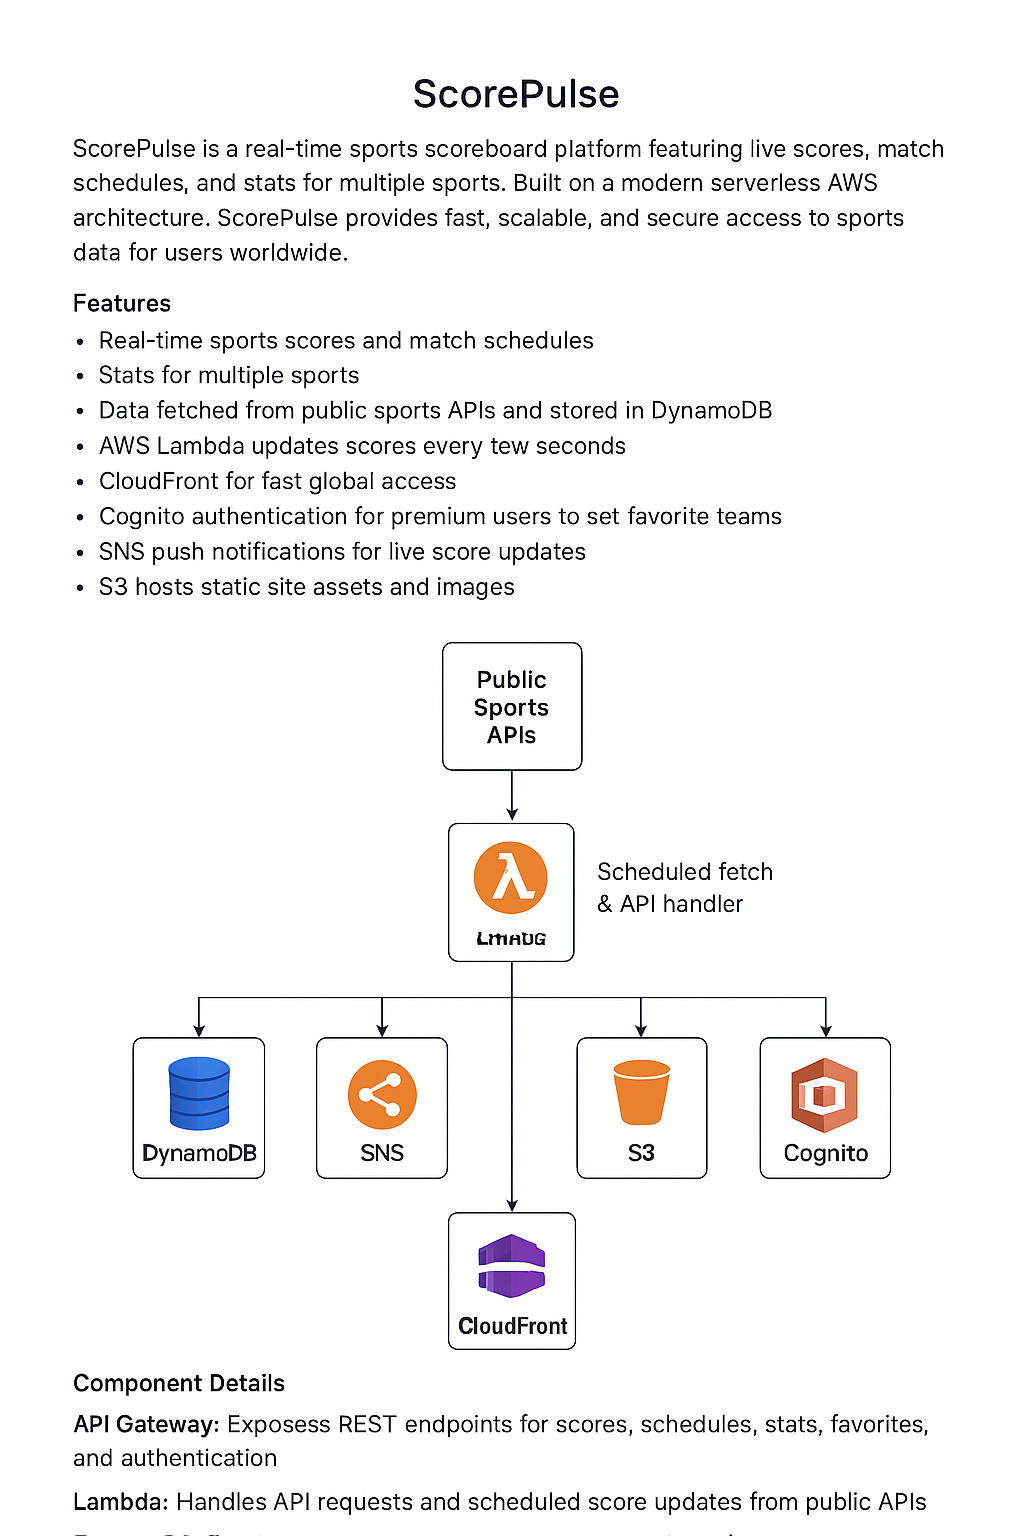 ScorePulse
ScorePulse is a real-time sports scoreboard platform featuring live scores, match
schedules, and stats for multiple sports. Built on a modern serverless AWS
architecture. ScorePulse provides fast, scalable, and secure access to sports
data for users worldwide.
Features
• Real-time sports scores and match schedules
• Stats for multiple sports
• Data fetched from public sports APIs and stored in DynamoDB
• AWS Lambda updates scores every tew seconds
• CloudFront for fast global access
• Cognito authentication for premium users to set favorite teams
• SNS push notifications for live score updates
• S3 hosts static site assets and images
Public
Sports
APIs
Scheduled fetch
& API handler
DynamoDB
SNS
S3
Cognito
CloudFront
Component Details
API Gateway: Exposess REST endpoints for scores, schedules, stats, favorites,
and authentication
Lambda: Handles API requests and scheduled score updates from public APIs